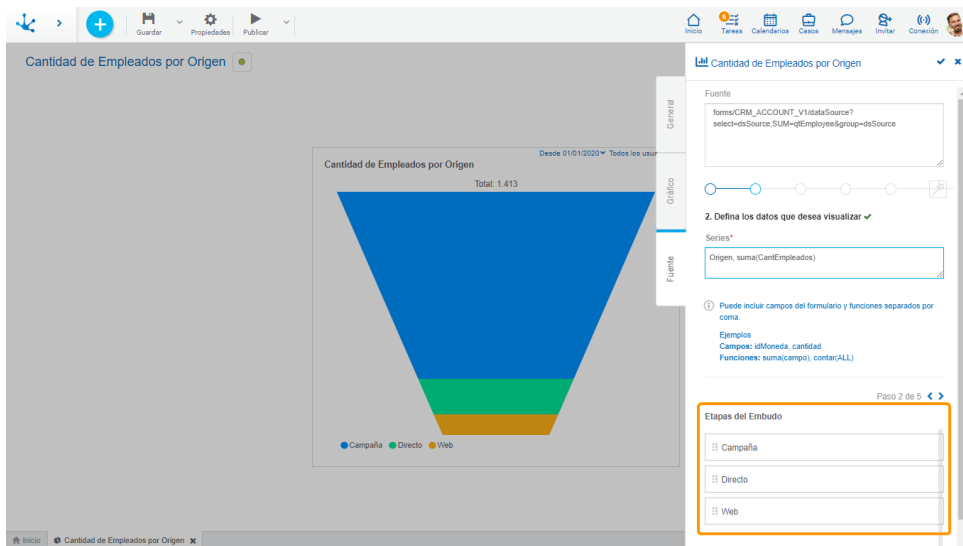 Guardar
Propiedades
Publicar
Inicio
6
Tareas
Calendarios
Casos
Mensajes
Invitar
Conexión
Cantidad de Empleados por Origen
Desde 01/01/2020 Todos los usuar
Cantidad de Empleados por Origen
Total: 1.413
Campaña Directo Web
General
Gráfico
Fuente
Cantidad de Empleados por Origen
Fuente
forms/CRM_ACCOUNT_V1/dataSource?
select=dsSource,SUM=qtEmployee&group=dsSource
2. Defina los datos que desea visualizar
Series*
Origen, suma(CantEmpleados)
Puede incluir campos del formulario y funciones separados por
coma.
Ejemplos
Campos: idMoneda, cantidad
Funciones: suma(campo), contar(ALL)
Paso 2 de 5
Etapas del Embudo
Campaña
Directo
Web
Inicio
Cantidad de Empleados por Origen